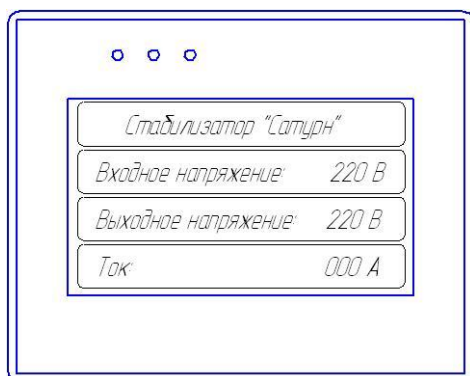 Стабилизатор "Сатурн"
Входное напряжение: 220 В
Выходное напряжение: 220 В
Ток: 000 А